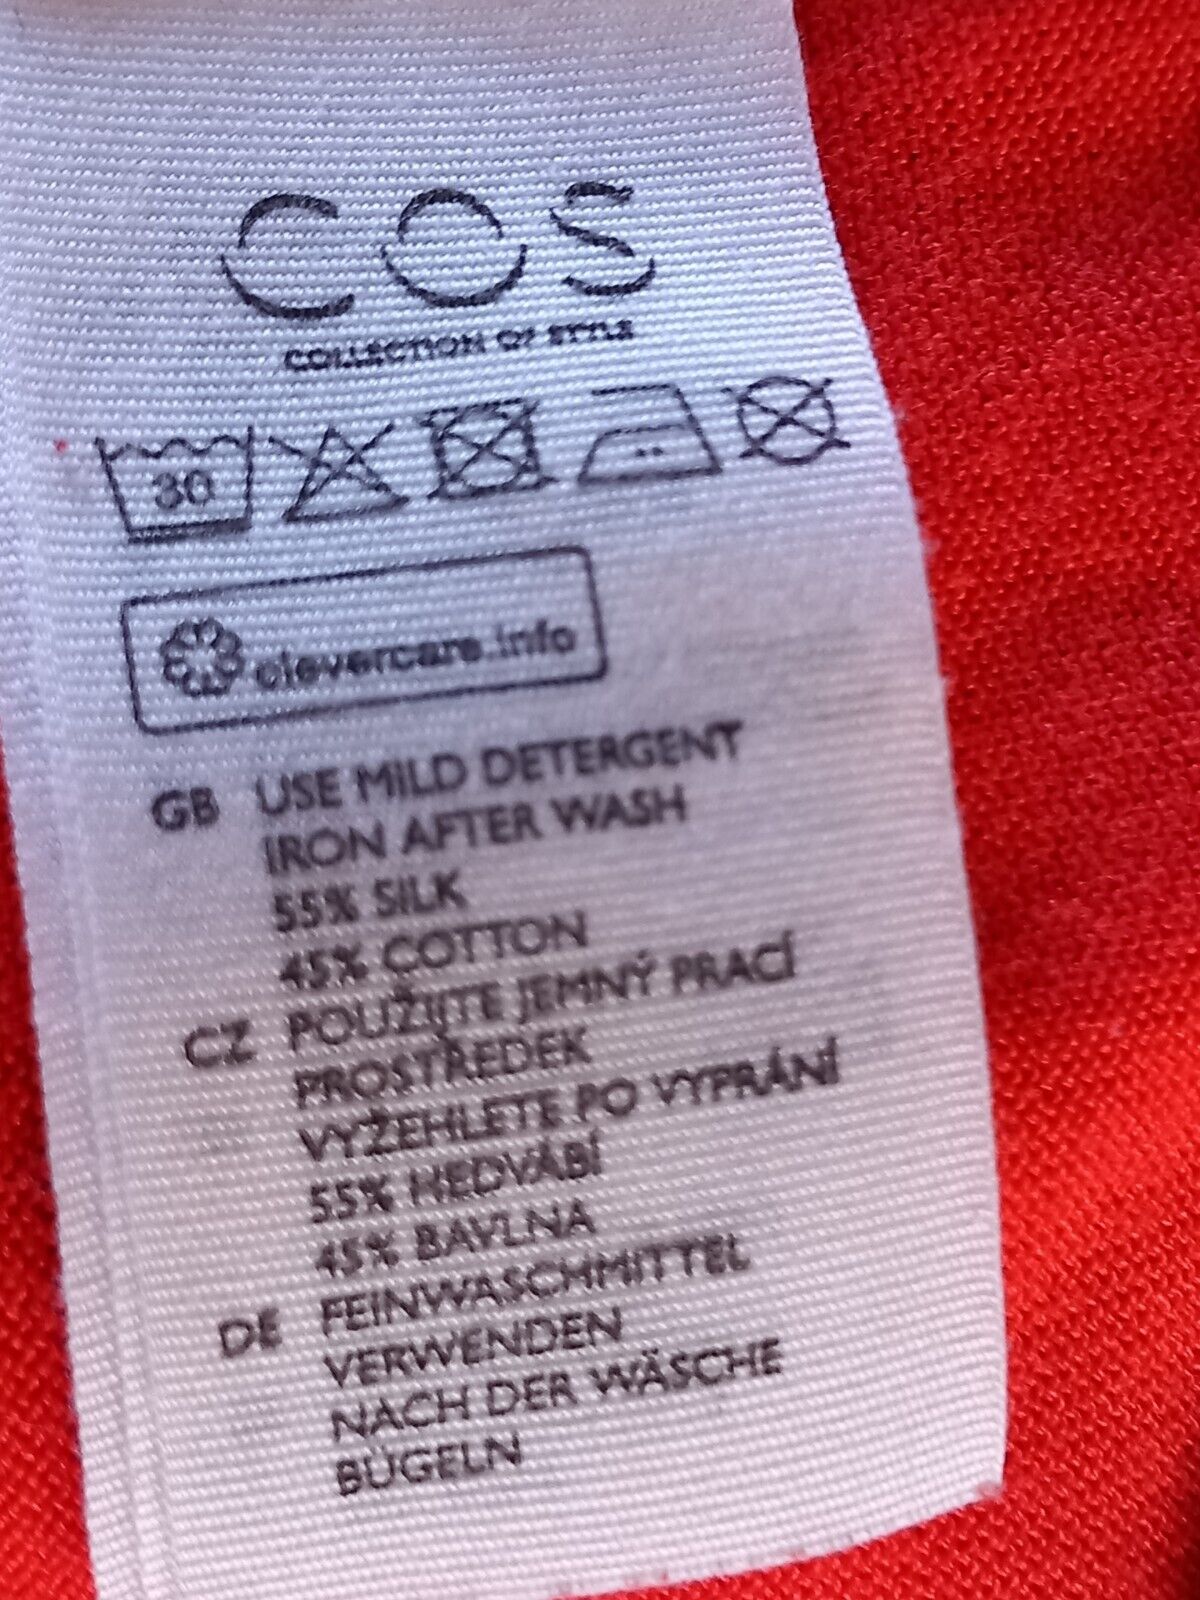 COS
COLLECTION OF STYLE
30
clevercare.info
GB USE MILD DETERGENT
IRON AFTER WASH
55% SILK
45% COTTON
CZ POUŽIJTE JEMNÝ PRACÍ
PROSTŘEDEK
VYŽEHLETE PO VYPRÁNÍ
55% HEDVÁBÍ
45% BAVLNA
DE FEINWASCHMITTEL
VERWENDEN
NACH DER WÄSCHE
BÜGELN